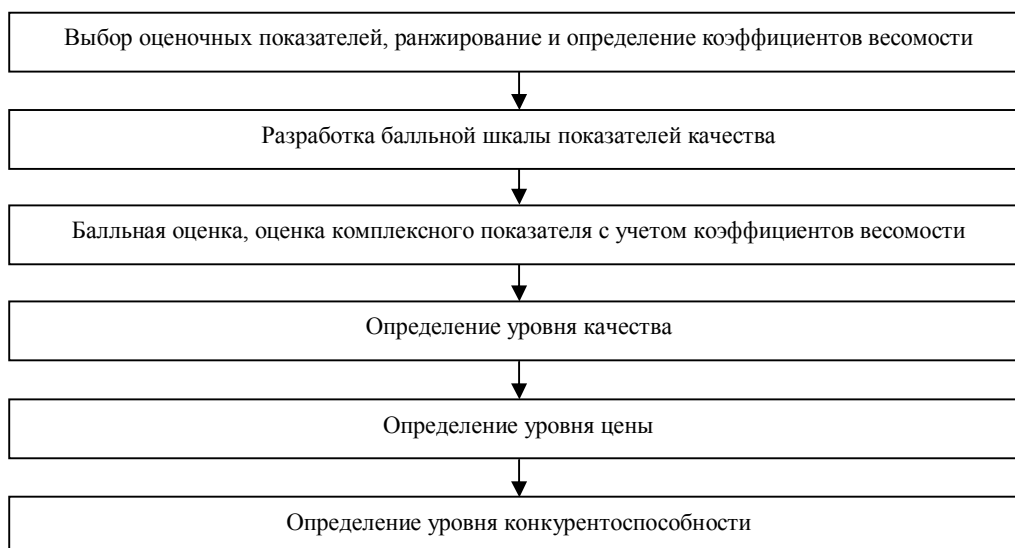 Выбор оценочных показателей, ранжирование и определение коэффициентов весомости
Разработка балльной шкалы показателей качества
Балльная оценка, оценка комплексного показателя с учетом коэффициентов весомости
Определение уровня качества
Определение уровня цены
Определение уровня конкурентоспособности